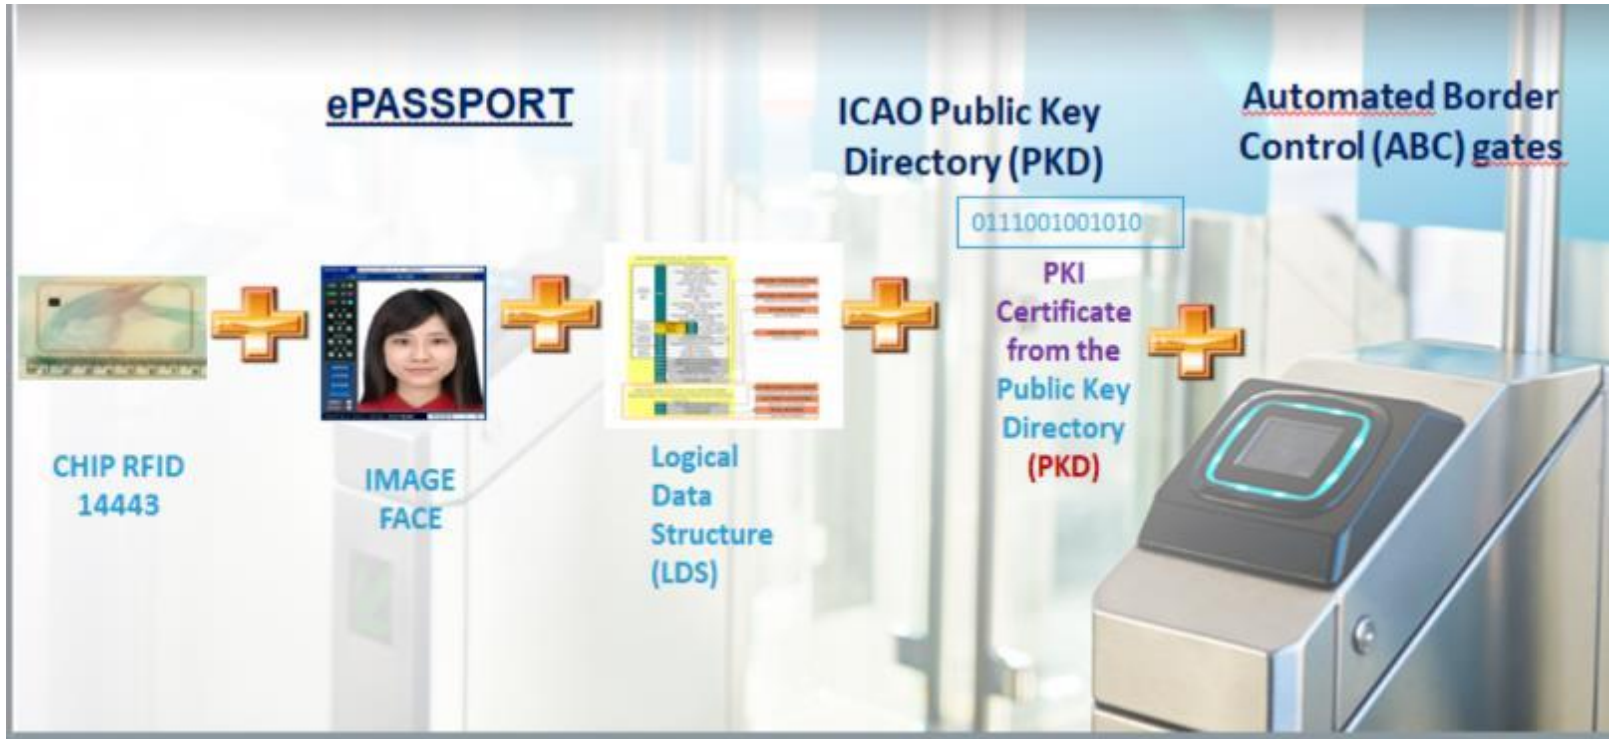 ePASSPORT
ICAO Public Key
Directory (PKD)
Automated Border
Control (ABC) gates
0111001001010
PKI
Certificate
from the
Public Key
Directory
(PKD)
CHIP RFID
14443
IMAGE
FACE
Logical
Data
Structure
(LDS)